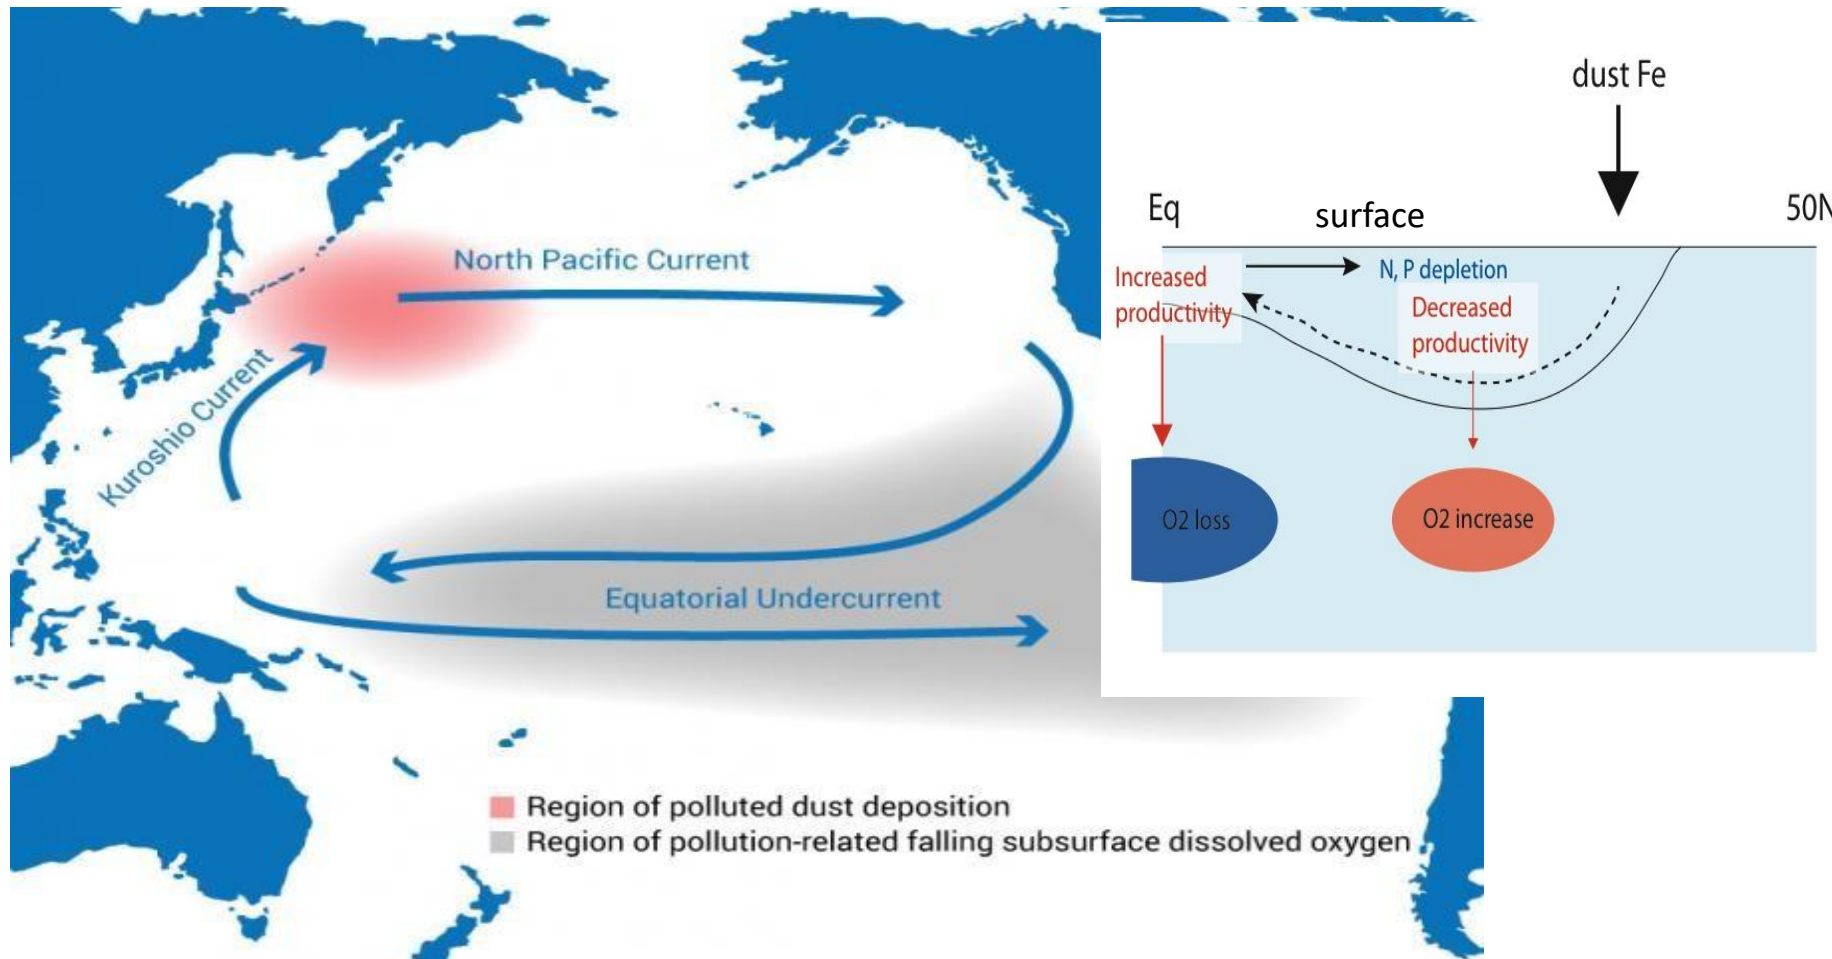 North Pacific Current
Kuroshio Current
Equatorial Undercurrent
Region of polluted dust deposition
Region of pollution-related falling subsurface dissolved oxygen
dust Fe
Eq
surface
50N
Increased
productivity
N, P depletion
Decreased
productivity
O2 loss
O2 increase